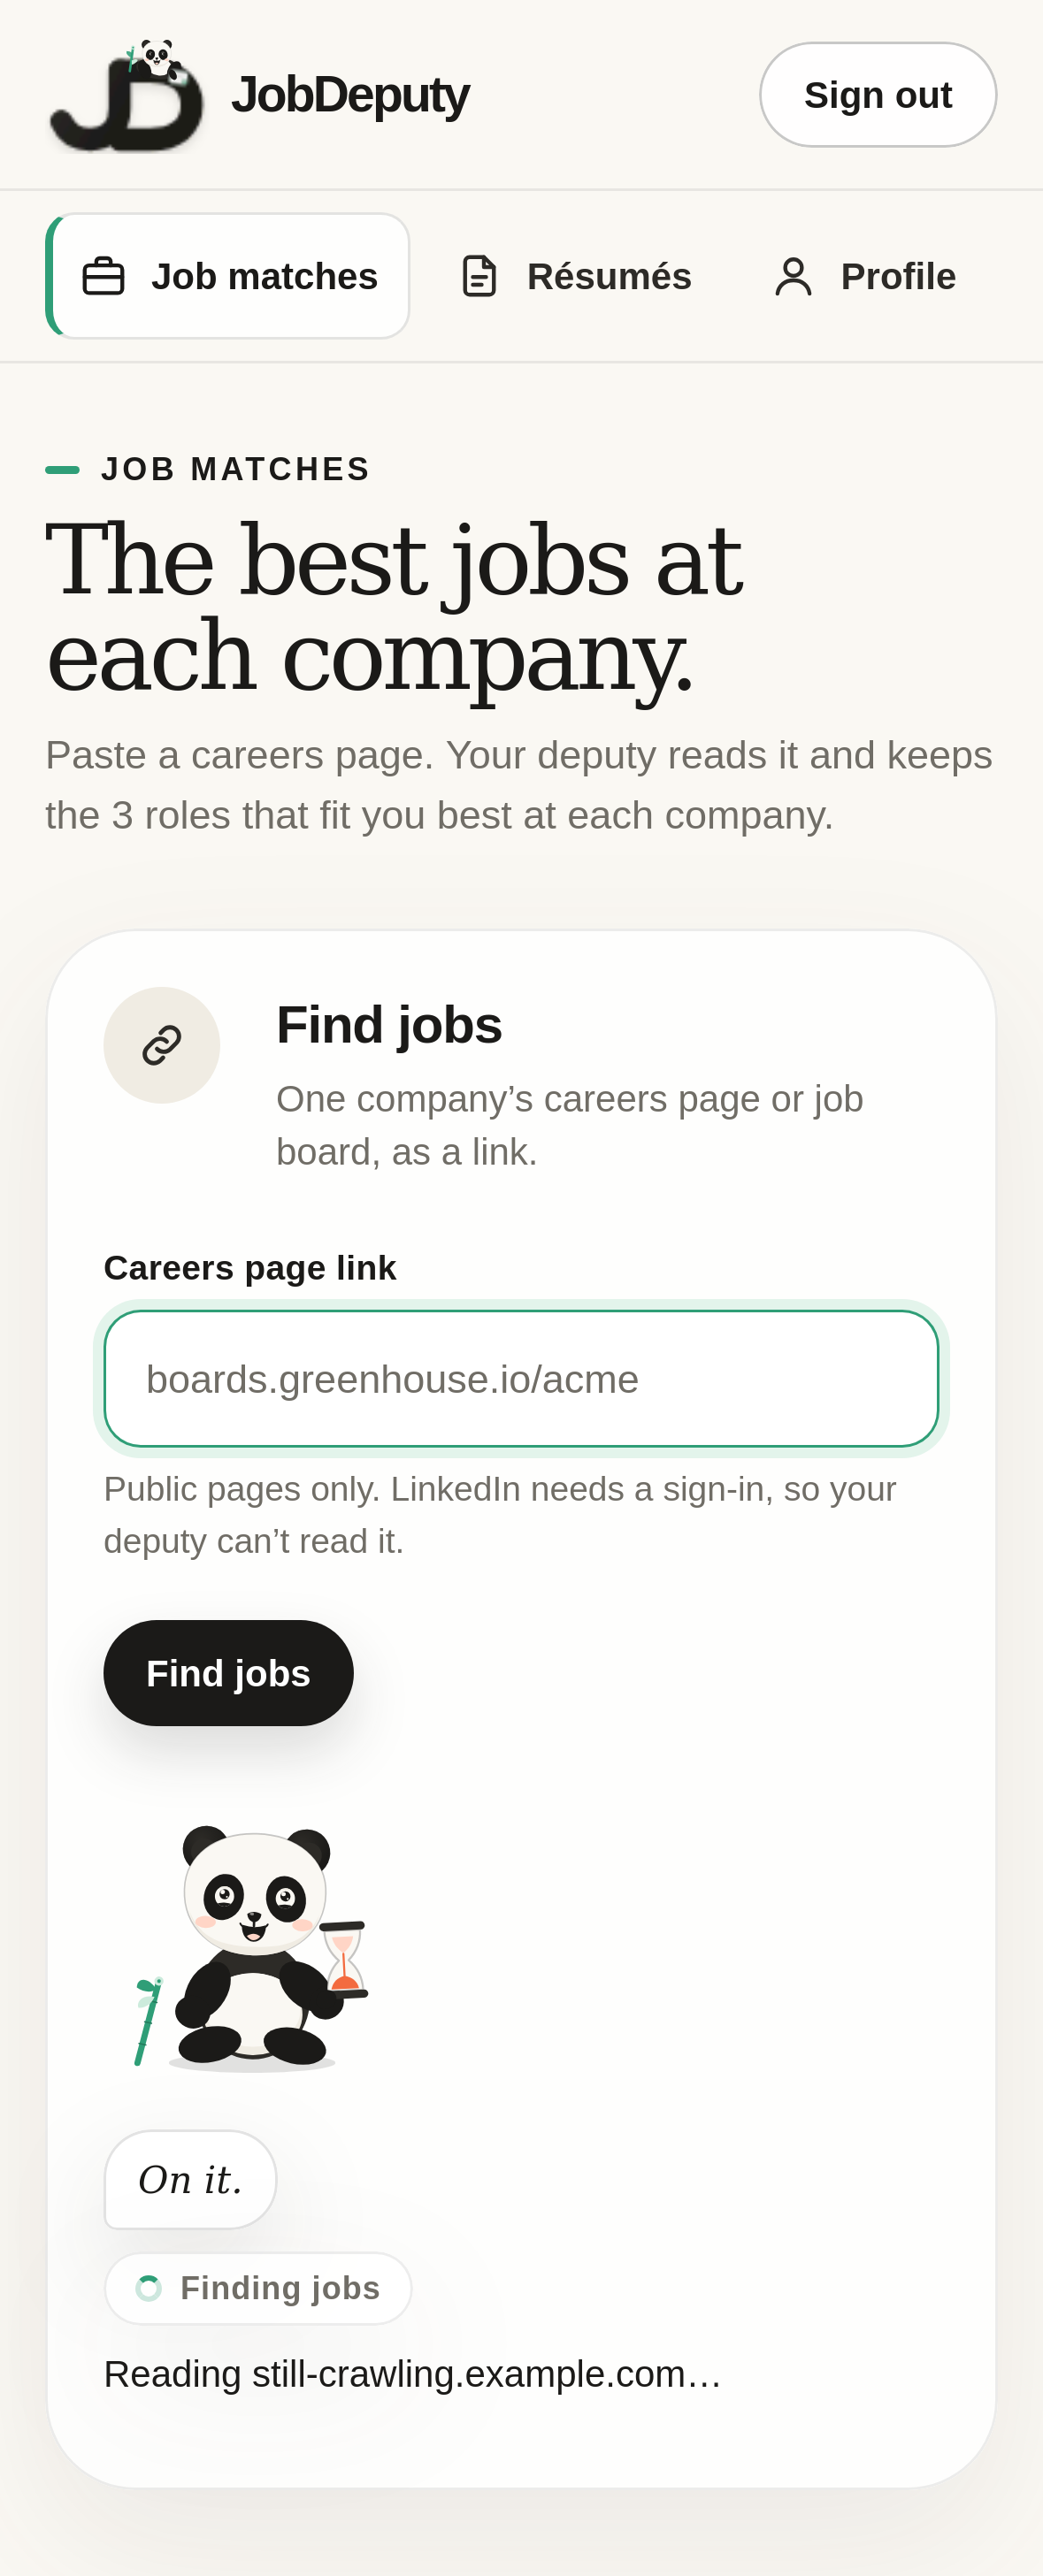 JD JobDeputy
Sign out
Job matches
Résumés
Profile
JOB MATCHES
The best jobs at
each company.
Paste a careers page. Your deputy reads it and keeps
the 3 roles that fit you best at each company.
Find jobs
One company’s careers page or job
board, as a link.
Careers page link
boards.greenhouse.io/acme
Public pages only. LinkedIn needs a sign-in, so your
deputy can’t read it.
Find jobs
On it.
Finding jobs
Reading still-crawling.example.com…